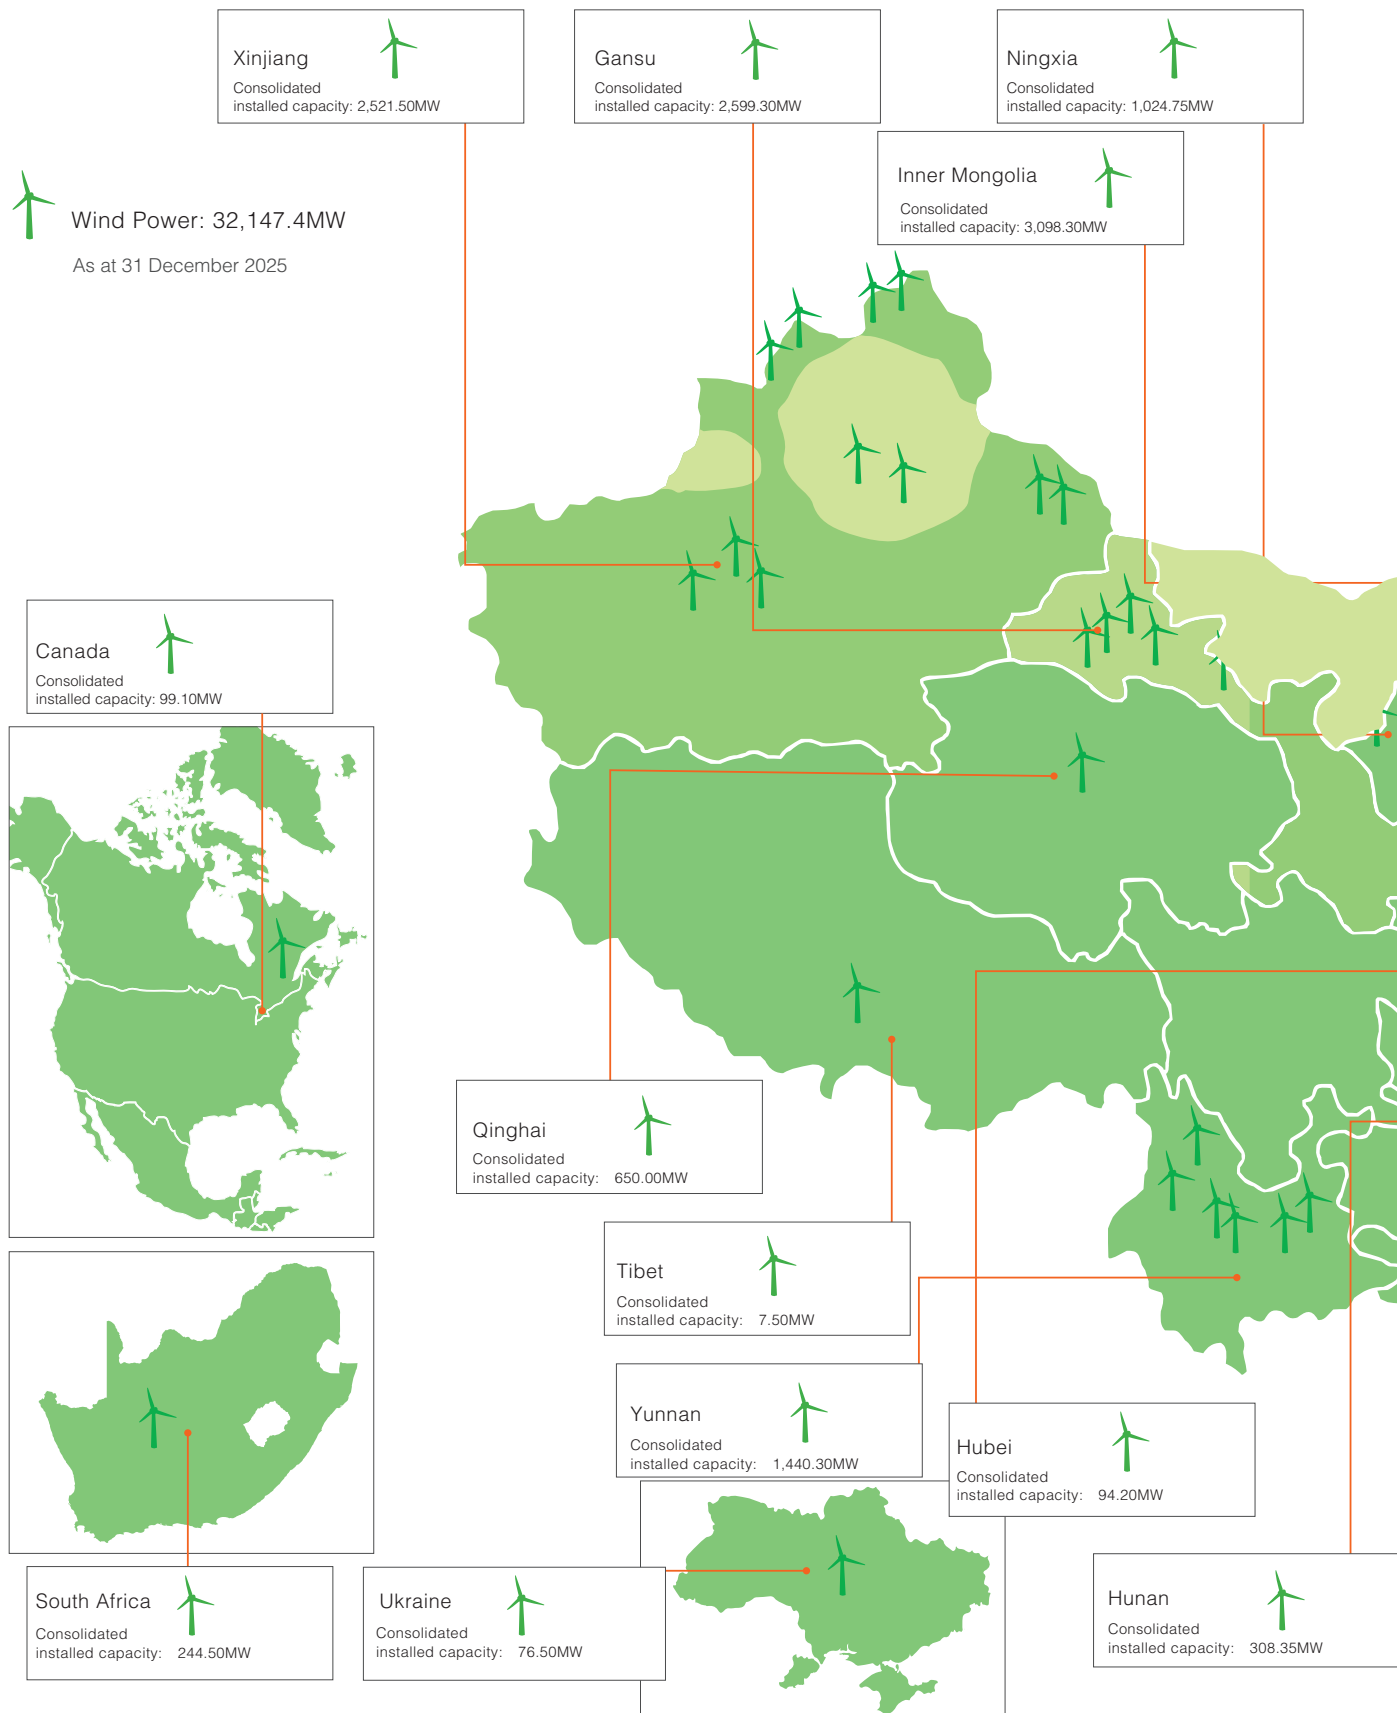 Xinjiang
Consolidated
installed capacity: 2,521.50MW
Gansu
Consolidated
installed capacity: 2,599.30MW
Ningxia
Consolidated
installed capacity: 1,024.75MW
Inner Mongolia
Consolidated
installed capacity: 3,098.30MW
Wind Power: 32,147.4MW
As at 31 December 2025
Canada
Consolidated
installed capacity: 99.10MW
Qinghai
Consolidated
installed capacity: 650.00MW
Tibet
Consolidated
installed capacity: 7.50MW
Yunnan
Consolidated
installed capacity: 1,440.30MW
Hubei
Consolidated
installed capacity: 94.20MW
South Africa
Consolidated
installed capacity: 244.50MW
Ukraine
Consolidated
installed capacity: 76.50MW
Hunan
Consolidated
installed capacity: 308.35MW